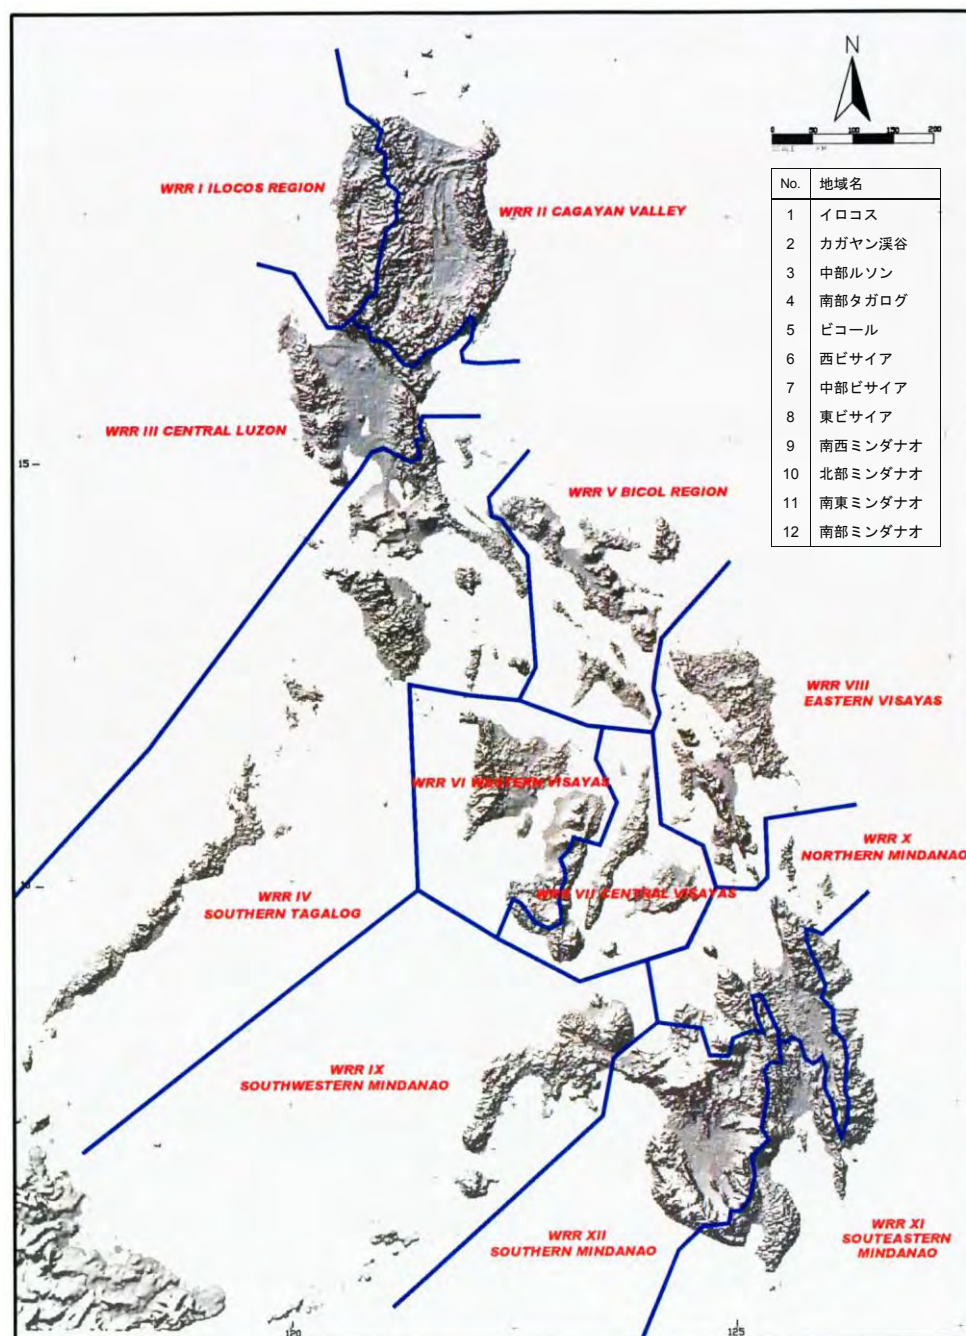 N
0 50 100 150 200
SCALE KM
No. 地域名
1 イロコス
2 カガヤン渓谷
3 中部ルソン
4 南部タガログ
5 ビコール
6 西ビサイア
7 中部ビサイア
8 東ビサイア
9 南西ミンダナオ
10 北部ミンダナオ
11 南東ミンダナオ
12 南部ミンダナオ
WRR I ILOCOS REGION
WRR II CAGAYAN VALLEY
WRR III CENTRAL LUZON
15
WRR V BICOL REGION
WRR VIII
EASTERN VISAYAS
WRR VI WESTERN VISAYAS
WRR X
NORTHERN MINDANAO
WRR IV
SOUTHERN TAGALOG
WRR VII CENTRAL VISAYAS
WRR IX
SOUTHWESTERN MINDANAO
WRR XII
SOUTHERN MINDANAO
WRR XI
SOUTEASTERN
MINDANAO
120
125